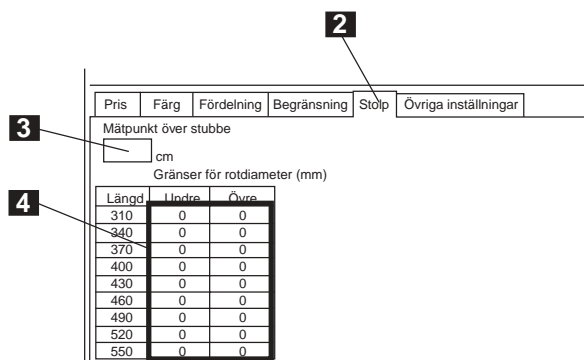 2
Pris Färg Fördelning Begränsning Stolp Övriga inställningar
3
Mätpunkt över stubbe
cm
Gränser för rotdiameter (mm)
4
Längd Undre Övre
310 0 0
340 0 0
370 0 0
400 0 0
430 0 0
460 0 0
490 0 0
520 0 0
550 0 0